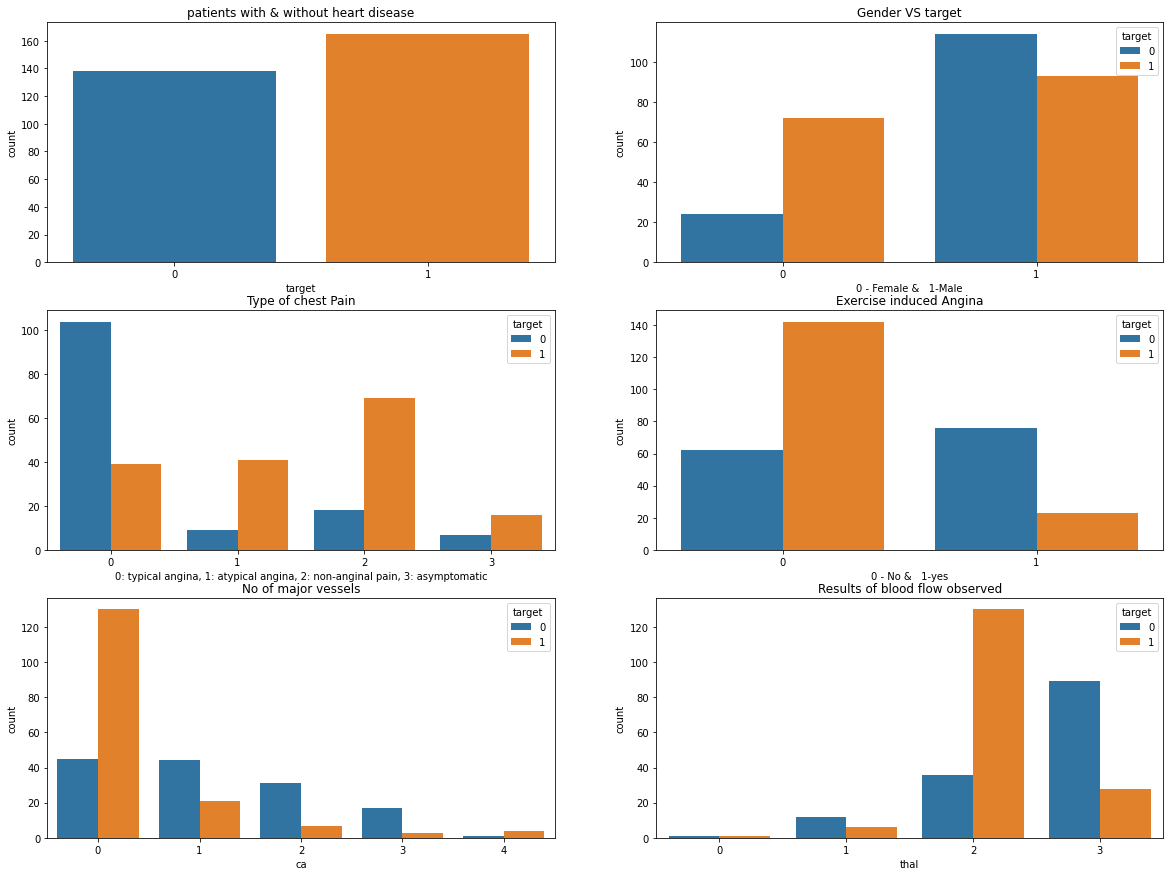 patients with & without heart disease
160
140
120
100
80
60
40
20
0
count
0 1
target
Gender VS target
target
0
1
100
80
60
40
20
0
count
0 1
0 - Female &   1-Male
Type of chest Pain
target
0
1
100
80
60
40
20
0
count
0 1 2 3
0: typical angina, 1: atypical angina, 2: non-anginal pain, 3: asymptomatic
Exercise induced Angina
target
0
1
140
120
100
80
60
40
20
0
count
0 1
0 - No &   1-yes
No of major vessels
target
0
1
120
100
80
60
40
20
0
count
0 1 2 3 4
ca
Results of blood flow observed
target
0
1
120
100
80
60
40
20
0
count
0 1 2 3
thal